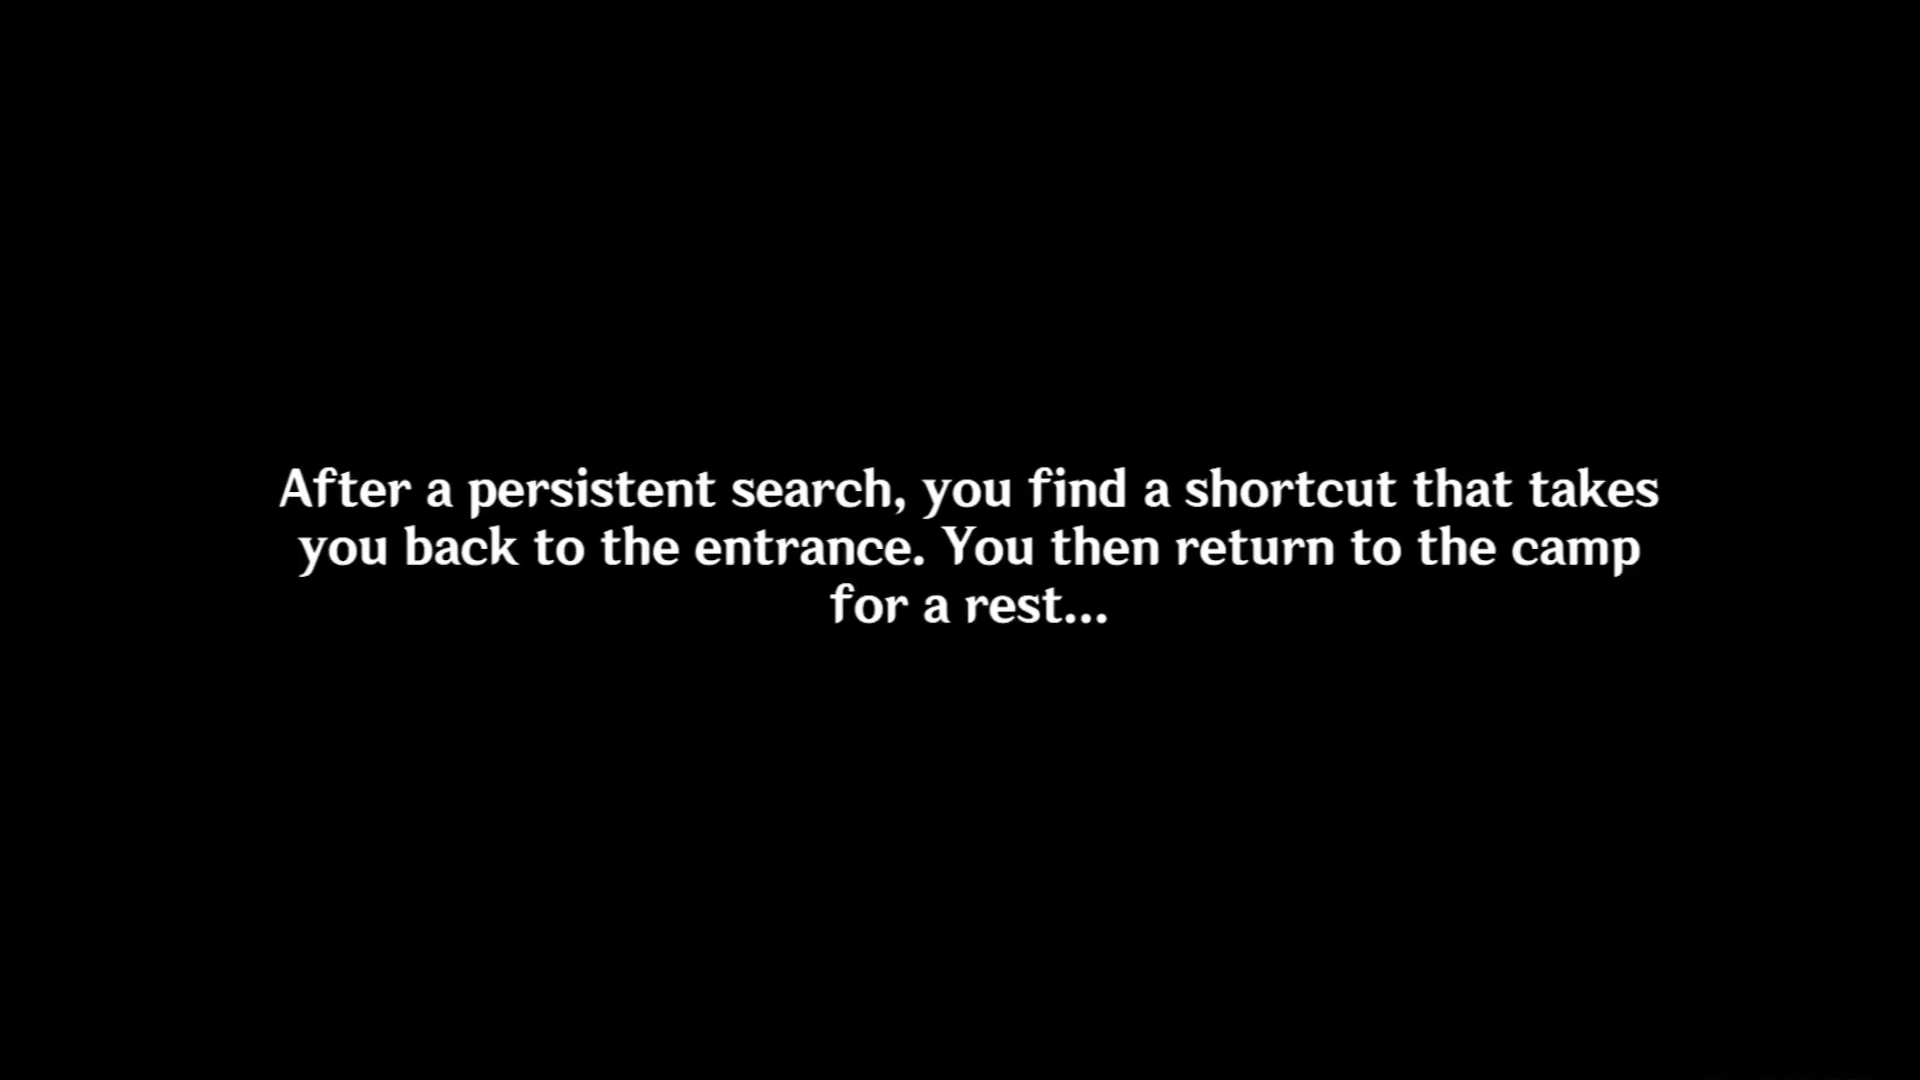 After a persistent search, you find a shortcut that takes
you back to the entrance. You then return to the camp
for a rest...